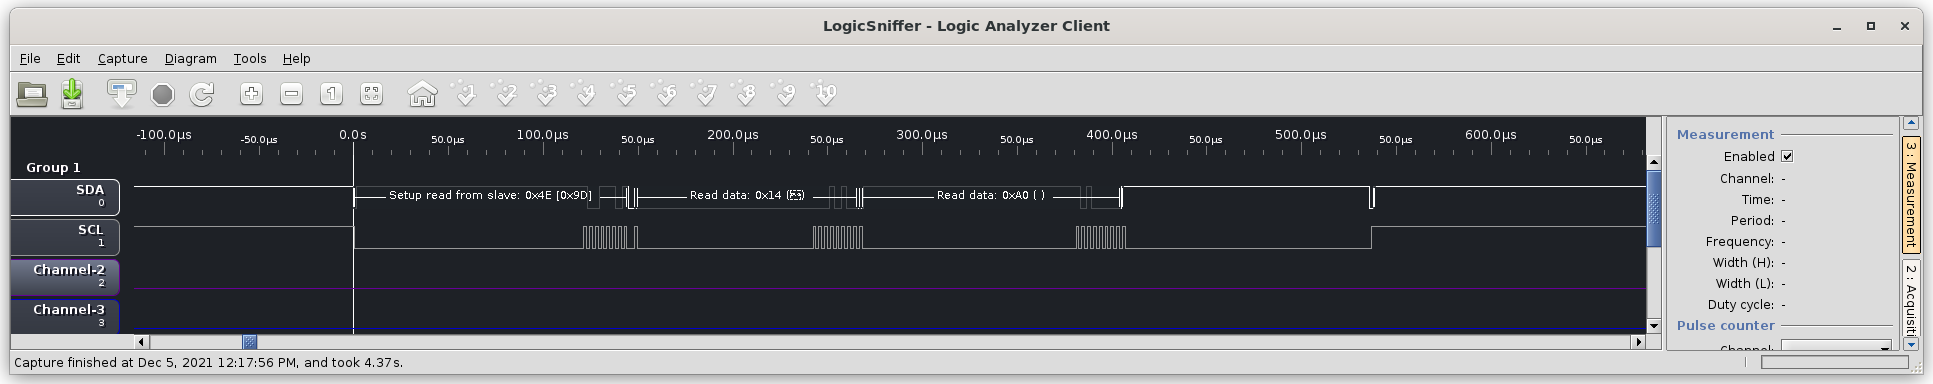 LogicSniffer - Logic Analyzer Client
File Edit Capture Diagram Tools Help
1 1 2 3 4 5 6 7 8 9 10
-100.0µs -50.0µs 0.0s 50.0µs 100.0µs 50.0µs 200.0µs 50.0µs 300.0µs 50.0µs 400.0µs 50.0µs 500.0µs 50.0µs 600.0µs 50.0µs
Group 1
SDA
0
Setup read from slave: 0x4E [0x9D]
Read data: 0x14 ( )
Read data: 0xA0 ( )
SCL
1
Channel-2
2
Channel-3
3
Measurement
Enabled
Channel: -
Time: -
Period: -
Frequency: -
Width (H): -
Width (L): -
Duty cycle: -
Pulse counter
Channel:
3: Measurement
2: Acquisiti
Capture finished at Dec 5, 2021 12:17:56 PM, and took 4.37s.